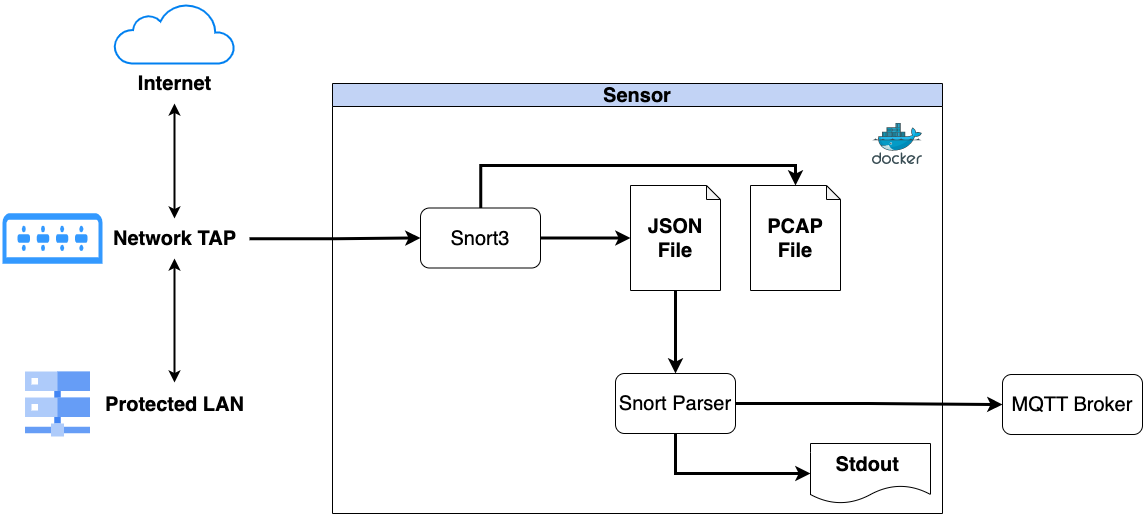 Internet
Sensor
docker
JSON
File
PCAP
File
Network TAP
Snort3
Protected LAN
Snort Parser
MQTT Broker
Stdout